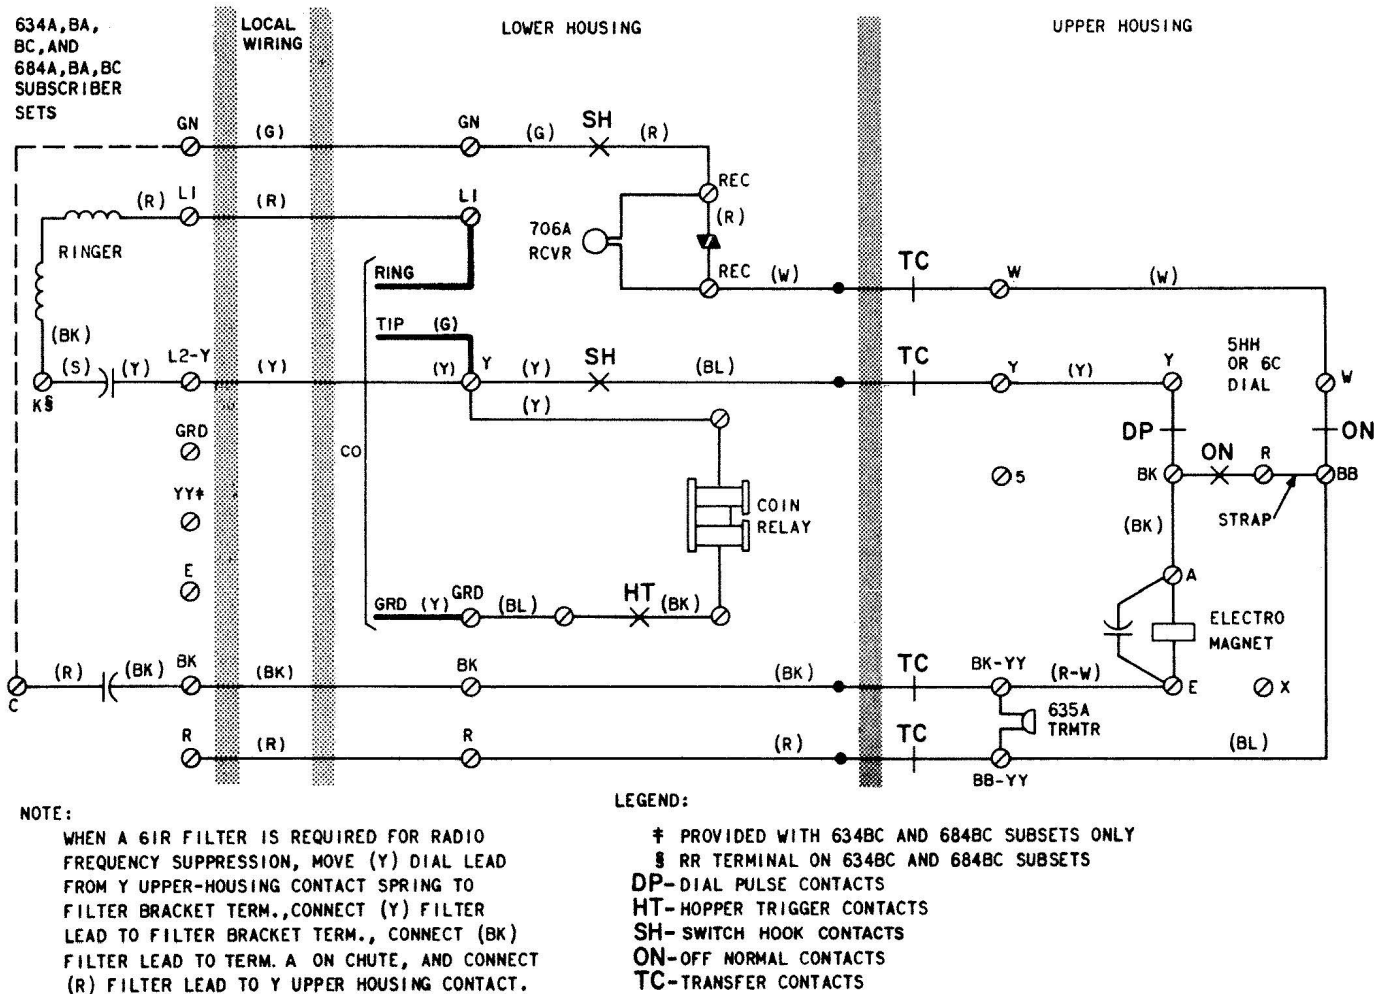 634A, BA,
BC, AND
684A, BA, BC
SUBSCRIBER
SETS
LOCAL
WIRING
LOWER HOUSING
UPPER HOUSING
GN
(G)
GN
(G)
SH
(R)
(R)
L1
(R)
L1
REC
(R)
706A
RCVR
REC
(W)
TC
W
(W)
RINGER
RING
TIP (G)
(BK)
(S)
(Y)
L2-Y
(Y)
(Y)
Y
(Y)
SH
(BL)
TC
Y
(Y)
Y
5HH
OR 6C
DIAL
W
K§
(Y)
GRD
CO
DP
ON
ON
BK
R
BB
5
STRAP
YY‡
COIN
RELAY
(BK)
E
A
GRD (Y) GRD
(BL)
HT
(BK)
ELECTRO
MAGNET
C
(R)
(BK)
BK
(BK)
BK
(BK)
TC
BK-YY
(R-W)
E
X
635A
TRMTR
R
(R)
R
(R)
TC
BB-YY
(BL)
NOTE:
WHEN A 61R FILTER IS REQUIRED FOR RADIO
FREQUENCY SUPPRESSION, MOVE (Y) DIAL LEAD
FROM Y UPPER-HOUSING CONTACT SPRING TO
FILTER BRACKET TERM., CONNECT (Y) FILTER
LEAD TO FILTER BRACKET TERM., CONNECT (BK)
FILTER LEAD TO TERM. A ON CHUTE, AND CONNECT
(R) FILTER LEAD TO Y UPPER HOUSING CONTACT.
LEGEND:
‡ PROVIDED WITH 634BC AND 684BC SUBSETS ONLY
§ RR TERMINAL ON 634BC AND 684BC SUBSETS
DP-DIAL PULSE CONTACTS
HT-HOPPER TRIGGER CONTACTS
SH-SWITCH HOOK CONTACTS
ON-OFF NORMAL CONTACTS
TC-TRANSFER CONTACTS